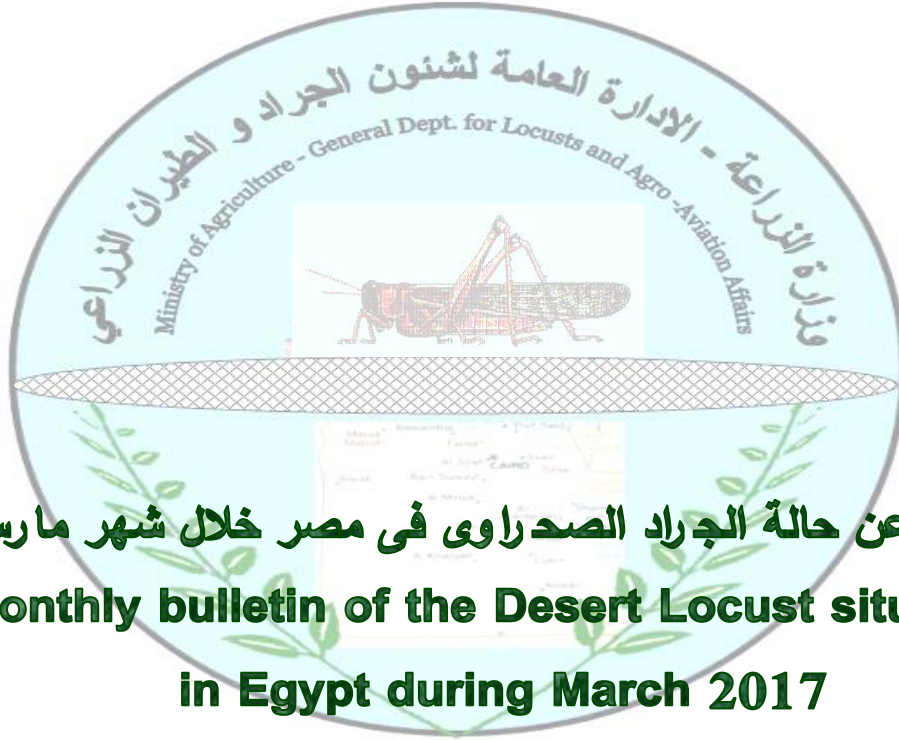 وزارة الزراعة - الادارة العامة لشئون الجراد و الطيران الزراعي
Ministry of Agriculture - General Dept. for Locusts and Agro -Aviation Affairs
CAIRO
عن حالة الجراد الصحراوى فى مصر خلال شهر مارس
onthly bulletin of the Desert Locust situ
in Egypt during March 2017